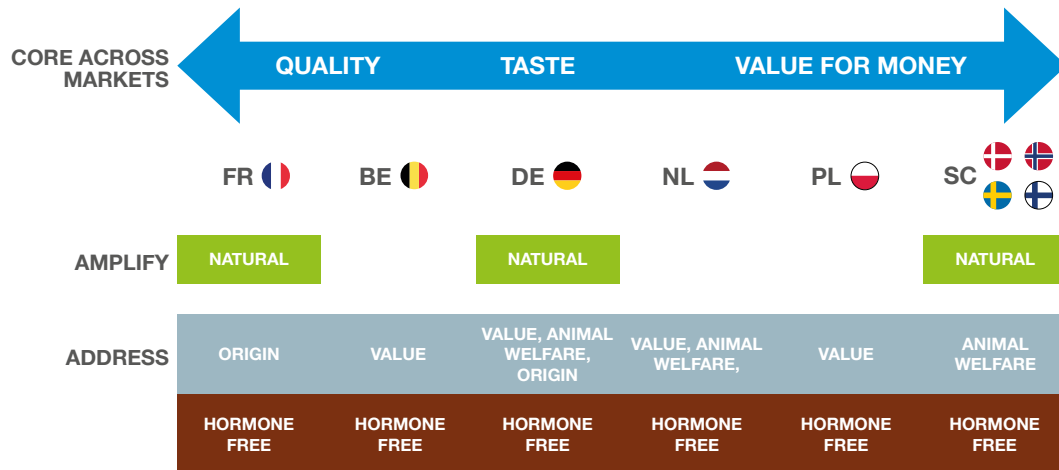 CORE ACROSS
MARKETS
QUALITY TASTE VALUE FOR MONEY
FR BE DE NL PL SC
AMPLIFY
NATURAL NATURAL NATURAL
ADDRESS
ORIGIN
VALUE
VALUE, ANIMAL
WELFARE,
ORIGIN
VALUE, ANIMAL
WELFARE,
VALUE
ANIMAL
WELFARE
HORMONE
FREE
HORMONE
FREE
HORMONE
FREE
HORMONE
FREE
HORMONE
FREE
HORMONE
FREE